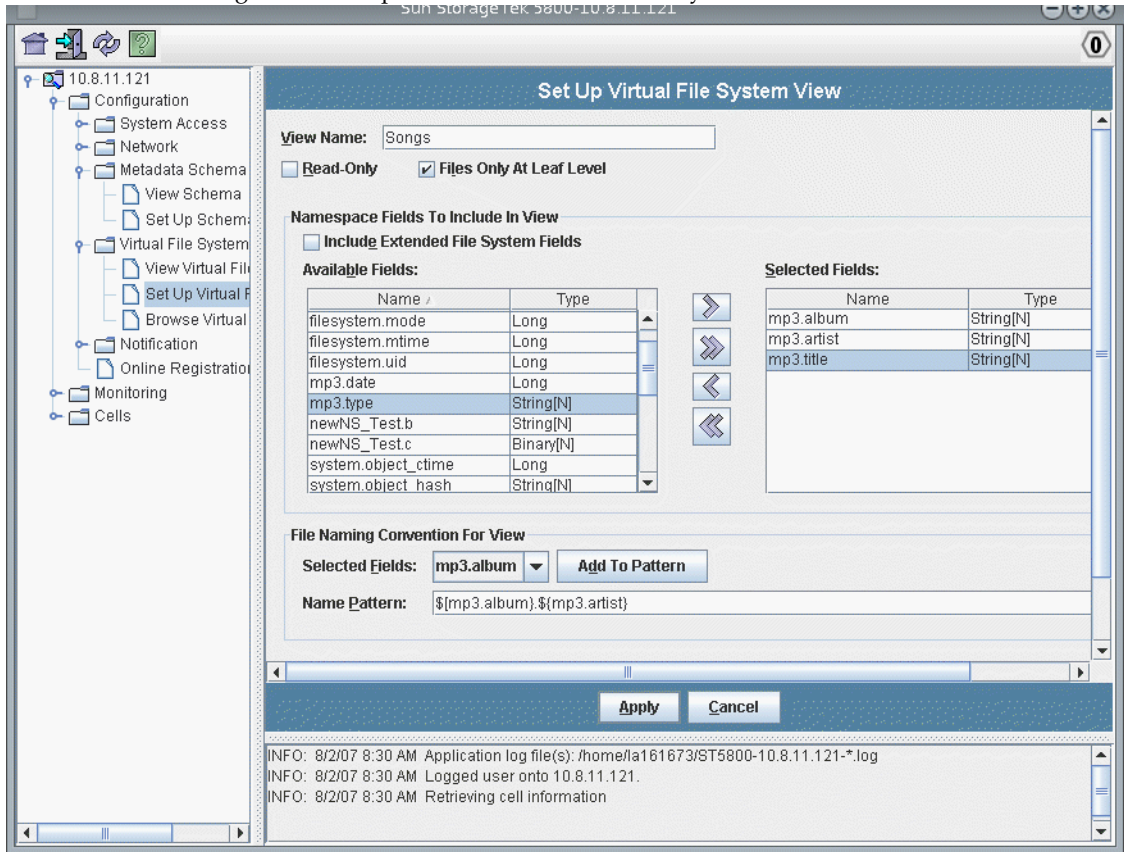 Sun StorageTek 5800-10.8.11.121
0
10.8.11.121
Configuration
System Access
Network
Metadata Schema
View Schema
Set Up Schem
Virtual File System
View Virtual Fil
Set Up Virtual F
Browse Virtual
Notification
Online Registratio
Monitoring
Cells
Set Up Virtual File System View
View Name: Songs
Read-Only Files Only At Leaf Level
Namespace Fields To Include In View
Include Extended File System Fields
Available Fields:
Name Type
filesystem.mode Long
filesystem.mtime Long
filesystem.uid Long
mp3.date Long
mp3.type String[N]
newNS_Test.b String[N]
newNS_Test.c Binary[N]
system.object_ctime Long
system.object_hash String[N]
Selected Fields:
Name Type
mp3.album String[N]
mp3.artist String[N]
mp3.title String[N]
File Naming Convention For View
Selected Fields: mp3.album Add To Pattern
Name Pattern: $[mp3.album}.${mp3.artist}
Apply Cancel
INFO: 8/2/07 8:30 AM Application log file(s): /home/la161673/ST5800-10.8.11.121-*.log
INFO: 8/2/07 8:30 AM Logged user onto 10.8.11.121.
INFO: 8/2/07 8:30 AM Retrieving cell information